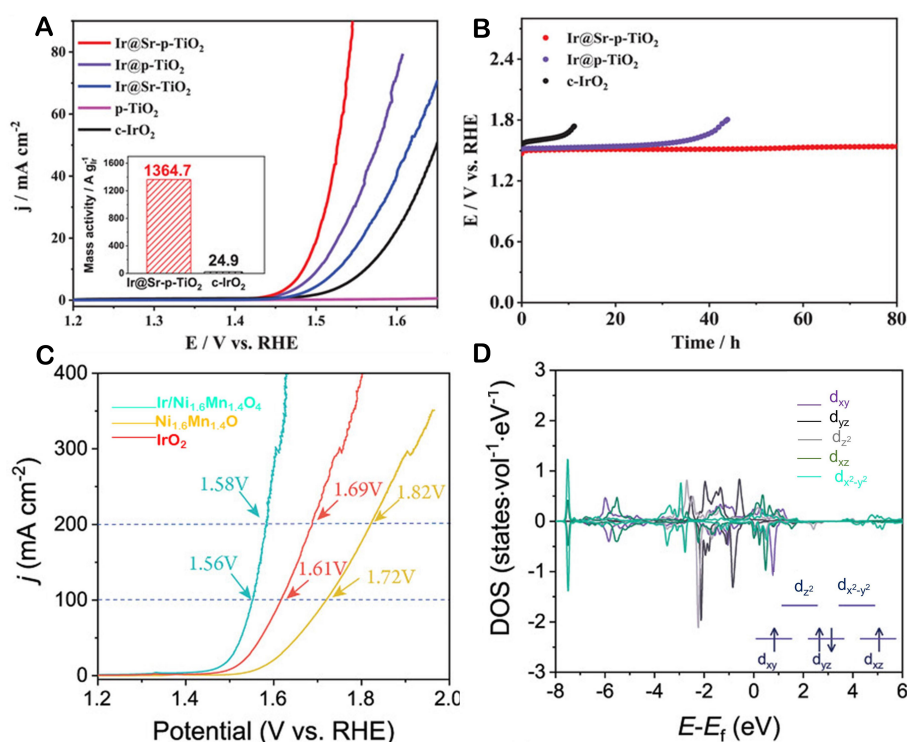 A
j / mA cm⁻²
80
60
40
20
0
Ir@Sr-p-TiO₂
Ir@p-TiO₂
Ir@Sr-TiO₂
p-TiO₂
c-IrO₂
Mass activity / A g⁻¹Ir
1600
1200
800
400
0
1364.7
24.9
Ir@Sr-p-TiO₂ c-IrO₂
1.2 1.3 1.4 1.5 1.6
E / V vs. RHE
B
E / V vs. RHE
2.4
1.8
1.2
0.6
0.0
Ir@Sr-p-TiO₂
Ir@p-TiO₂
c-IrO₂
0 20 40 60 80
Time / h
C
j (mA cm⁻²)
400
300
200
100
0
Ir/Ni₁.₆Mn₁.₄O₄
Ni₁.₆Mn₁.₄O
IrO₂
1.58V
1.69V
1.82V
1.56V
1.61V
1.72V
1.2 1.4 1.6 1.8 2.0
Potential (V vs. RHE)
D
DOS (states·vol⁻¹·eV⁻¹)
3
2
1
0
-1
-2
-3
dxy
dyz
dz²
dxz
dx²-y²
dz² dx²-y²
dxy dyz dxz
-8 -6 -4 -2 0 2 4 6
E-Ef (eV)